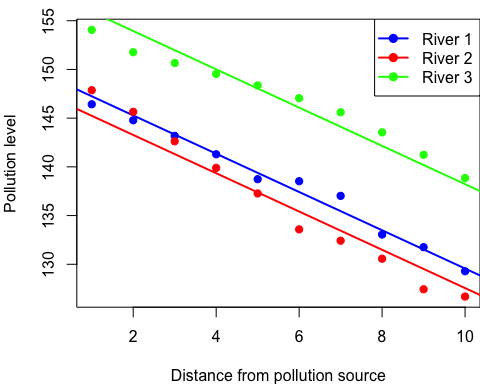 155
150
145
140
135
130
Pollution level
River 1
River 2
River 3
2
4
6
8
10
Distance from pollution source